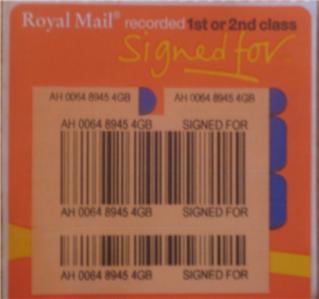 Royal Mail® recorded 1st or 2nd class
Signed for
AH 0064 8945 4GB AH 0064 8945 4GB
AH 0064 8945 4GB SIGNED FOR
AH 0064 8945 4GB SIGNED FOR
AH 0064 8945 4GB SIGNED FOR